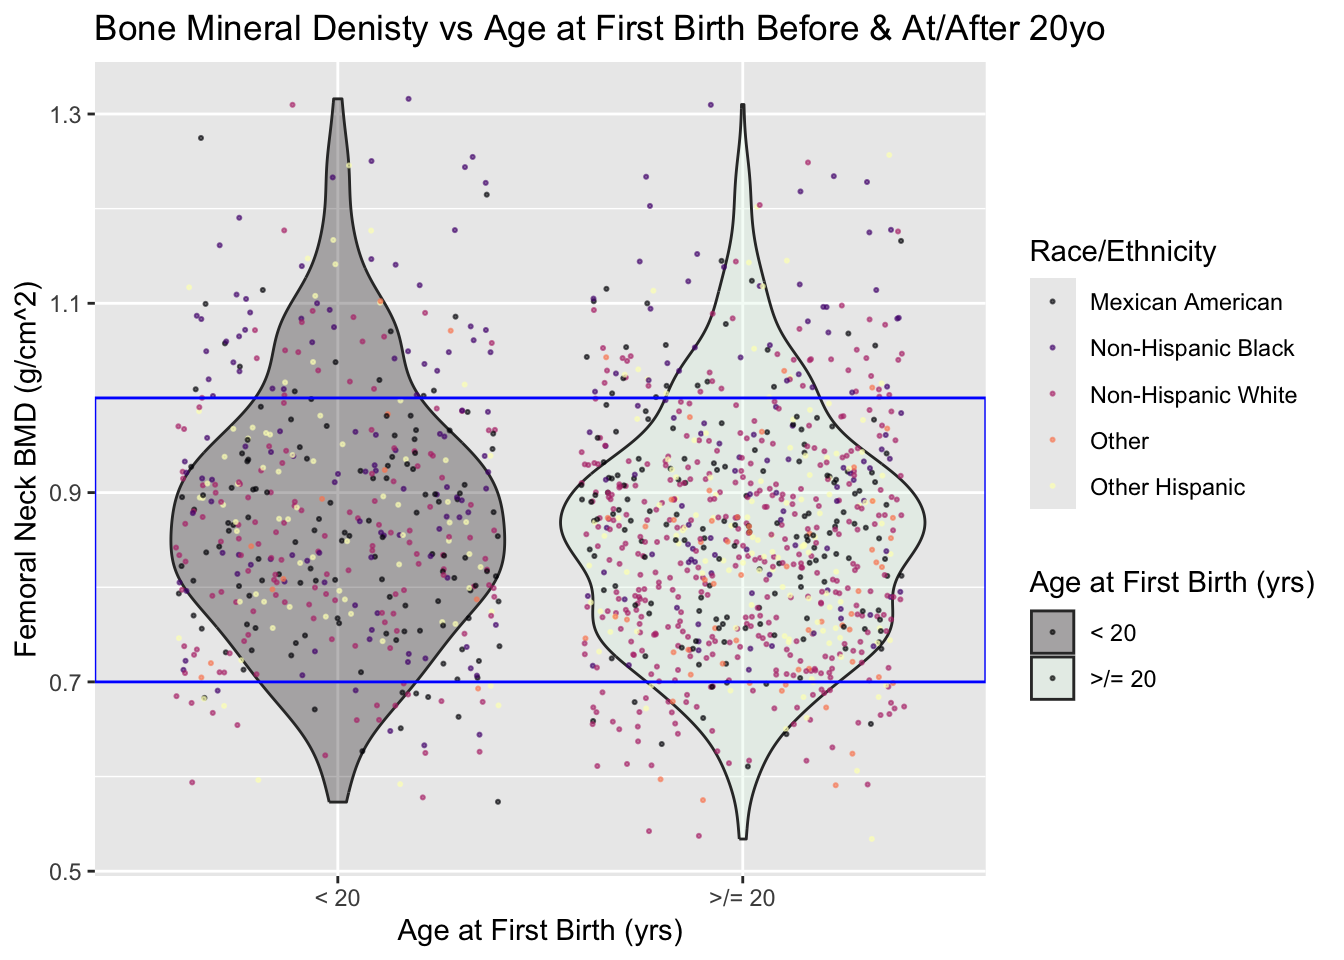 Bone Mineral Denisty vs Age at First Birth Before & At/After 20yo
Femoral Neck BMD (g/cm^2)
1.3
1.1
0.9
0.7
0.5
< 20
>/= 20
Age at First Birth (yrs)
Race/Ethnicity
Mexican American
Non-Hispanic Black
Non-Hispanic White
Other
Other Hispanic
Age at First Birth (yrs)
< 20
>/= 20